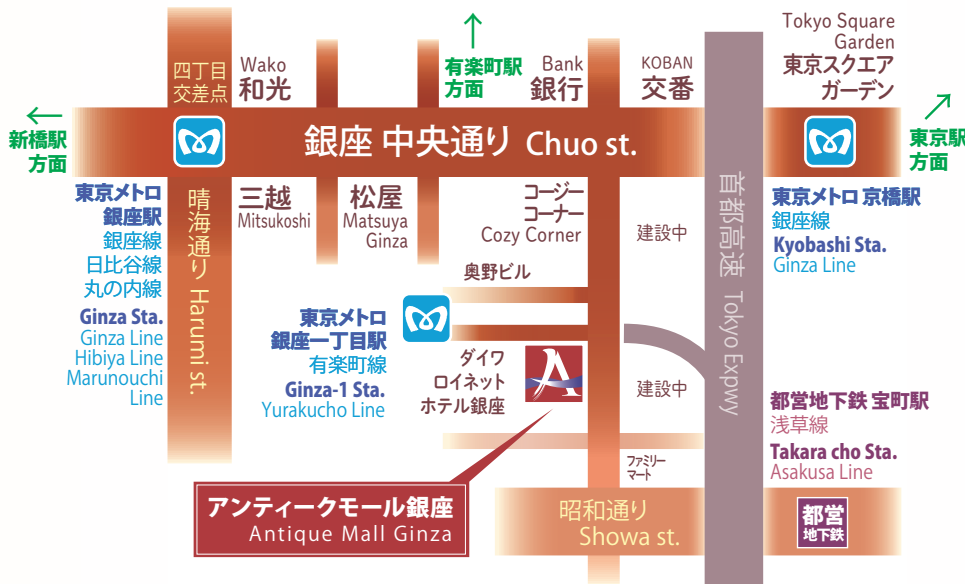 四丁目
交差点
Wako
和光
↑
有楽町駅
方面
Bank
銀行
KOBAN
交番
Tokyo Square
Garden
東京スクエア
ガーデン
←
新橋駅
方面
銀座 中央通り Chuo st.
↗
東京駅
方面
東京メトロ
銀座駅
銀座線
日比谷線
丸の内線
Ginza Sta.
Ginza Line
Hibiya Line
Marunouchi
Line
晴海通り Harumi st.
三越
Mitsukoshi
松屋
Matsuya
Ginza
コージー
コーナー
Cozy Corner
建設中
首都高速 Tokyo Expwy
東京メトロ 京橋駅
銀座線
Kyobashi Sta.
Ginza Line
奥野ビル
東京メトロ
銀座一丁目駅
有楽町線
Ginza-1 Sta.
Yurakucho Line
ダイワ
ロイネット
ホテル銀座
A
建設中
都営地下鉄 宝町駅
浅草線
Takara cho Sta.
Asakusa Line
ファミリー
マート
アンティークモール銀座
Antique Mall Ginza
昭和通り
Showa st.
都営
地下鉄